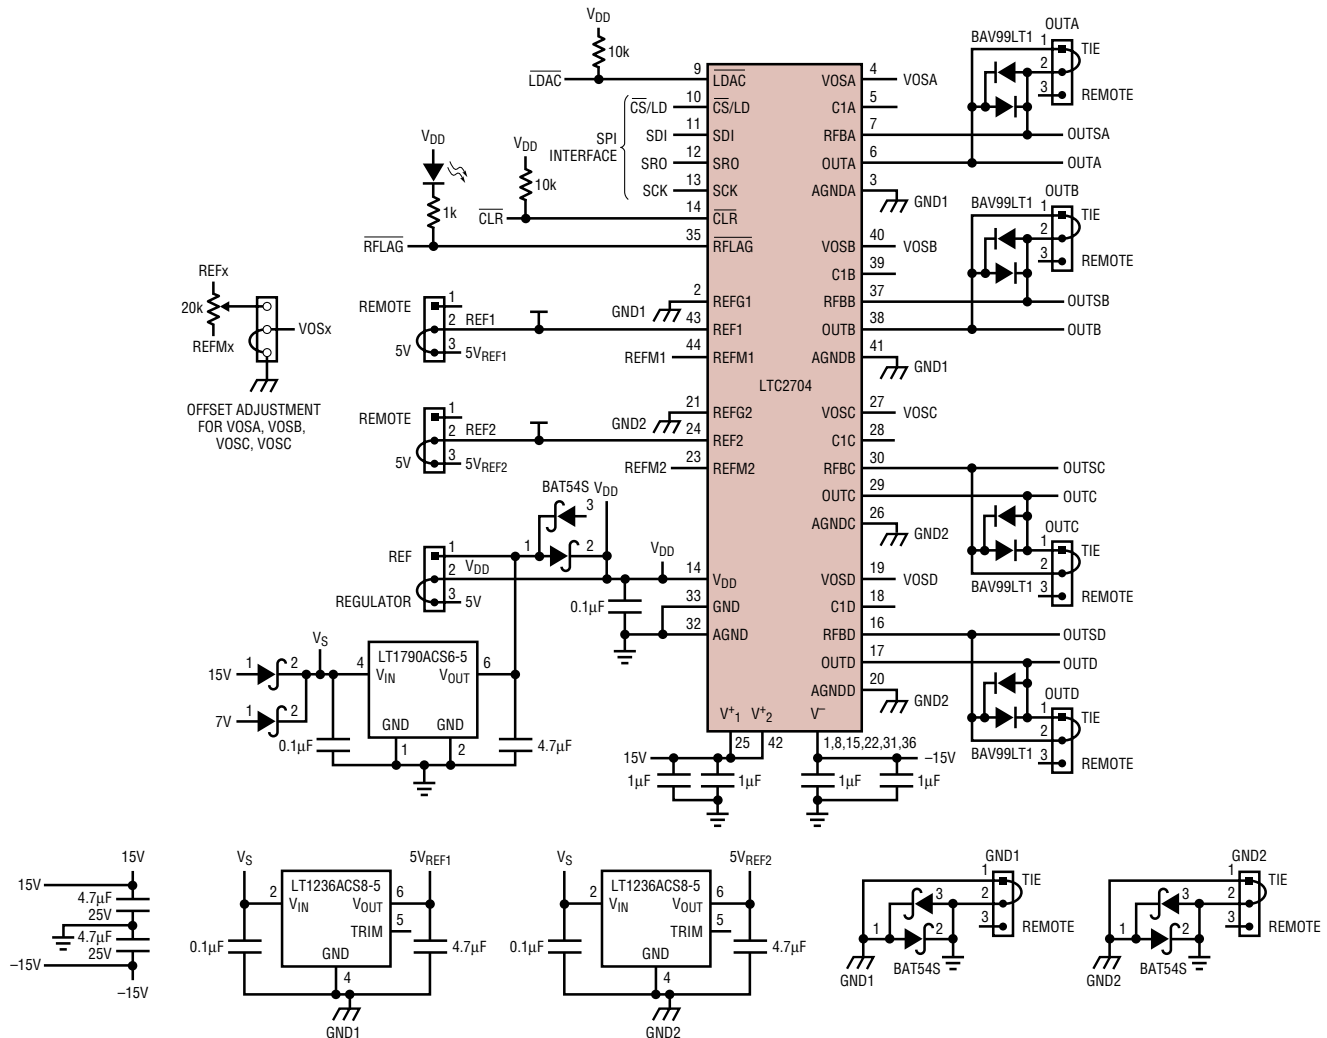 VDD
10k
LDAC
9
LDAC
10
CS/LD
CS/LD
11
SDI
SDI
12
SRO
SRO
13
SCK
SCK
SPI
INTERFACE
VDD
10k
14
CLR
CLR
VDD
1k
35
RFLAG
RFLAG
REFx
20k
REFMx
VOSx
OFFSET ADJUSTMENT
FOR VOSA, VOSB,
VOSC, VOSC
2
GND1
REFG1
REMOTE
1
2
REF1
43
REF1
5V
3
5VREF1
44
REFM1
REFM1
21
GND2
REFG2
REMOTE
1
2
REF2
24
REF2
5V
3
5VREF2
23
REFM2
REFM2
BAT54S
VDD
3
1
2
REF
1
2
VDD
REGULATOR
3
5V
VDD
14
VDD
0.1µF
33
GND
32
AGND
VS
15V
1
2
7V
1
2
LT1790ACS6-5
4
VIN
VOUT
6
GND
GND
1
2
0.1µF
4.7µF
LTC2704
VOSA
4
VOSA
C1A
5
RFBA
7
OUTSA
OUTA
6
OUTA
AGNDA
3
GND1
BAV99LT1
OUTA
1
TIE
2
3
REMOTE
VOSB
40
VOSB
C1B
39
RFBB
37
OUTSB
OUTB
38
OUTB
AGNDB
41
GND1
BAV99LT1
OUTB
1
TIE
2
3
REMOTE
VOSC
27
VOSC
C1C
28
RFBC
30
OUTSC
OUTC
29
OUTC
AGNDC
26
GND2
OUTC
1
TIE
2
BAV99LT1
3
REMOTE
VOSD
19
VOSD
C1D
18
RFBD
16
OUTSD
OUTD
17
OUTD
AGNDD
20
GND2
OUTD
1
TIE
2
BAV99LT1
3
REMOTE
V+1
V+2
V–
25
42
1,8,15,22,31,36
15V
–15V
1µF
1µF
1µF
1µF
15V
15V
4.7µF
25V
4.7µF
25V
–15V
–15V
VS
5VREF1
LT1236ACS8-5
2
VIN
VOUT
6
TRIM
5
GND
4
0.1µF
4.7µF
GND1
VS
5VREF2
LT1236ACS8-5
2
VIN
VOUT
6
TRIM
5
GND
4
0.1µF
4.7µF
GND2
GND1
1
TIE
2
3
REMOTE
3
1
2
BAT54S
GND1
GND2
1
TIE
2
3
REMOTE
3
1
2
BAT54S
GND2